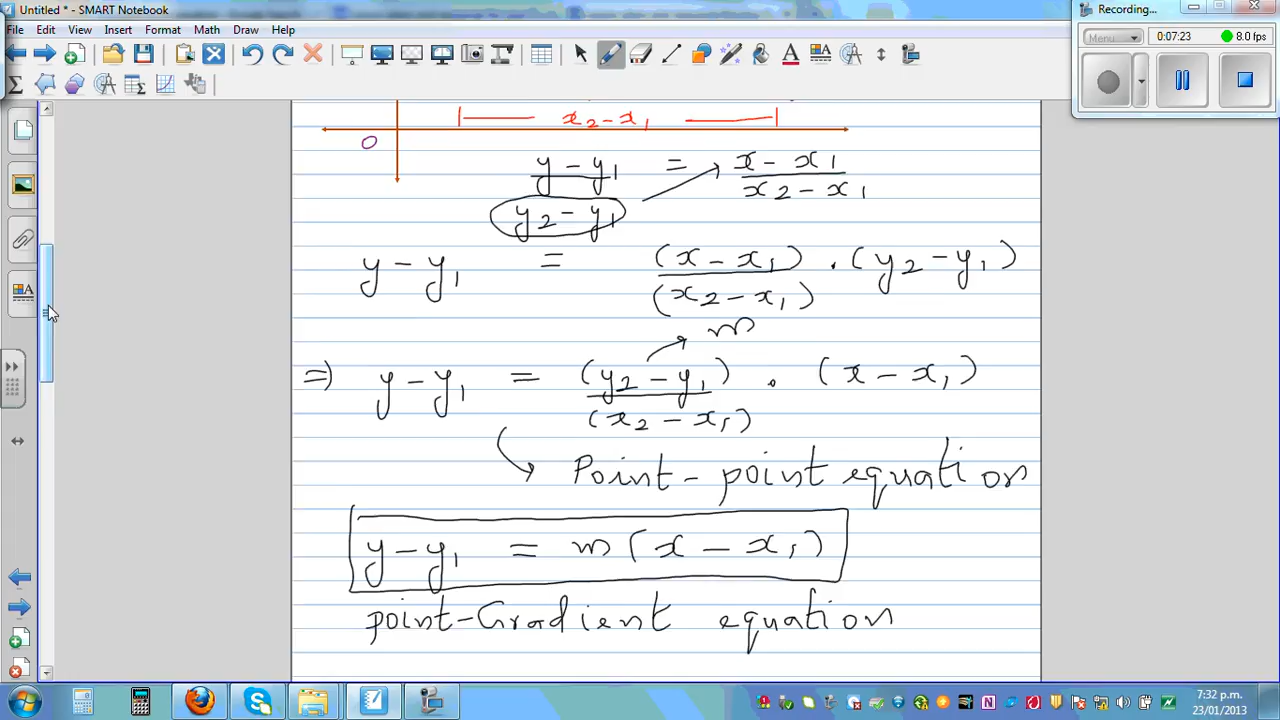 Untitled * - SMART Notebook
Recording...
File Edit View Insert Format Math Draw Help
Menu 0:07:23 8.0 fps
x2 - x1
0
y - y1 = x - x1
y2 - y1 x2 - x1
y - y1 = (x - x1) . (y2 - y1)
(x2 - x1)
m
=) y - y1 = (y2 - y1) . (x - x1)
(x2 - x1)
Point - point equation
y - y1 = m (x - x1)
point-Gradient equation
7:32 p.m.
23/01/2013